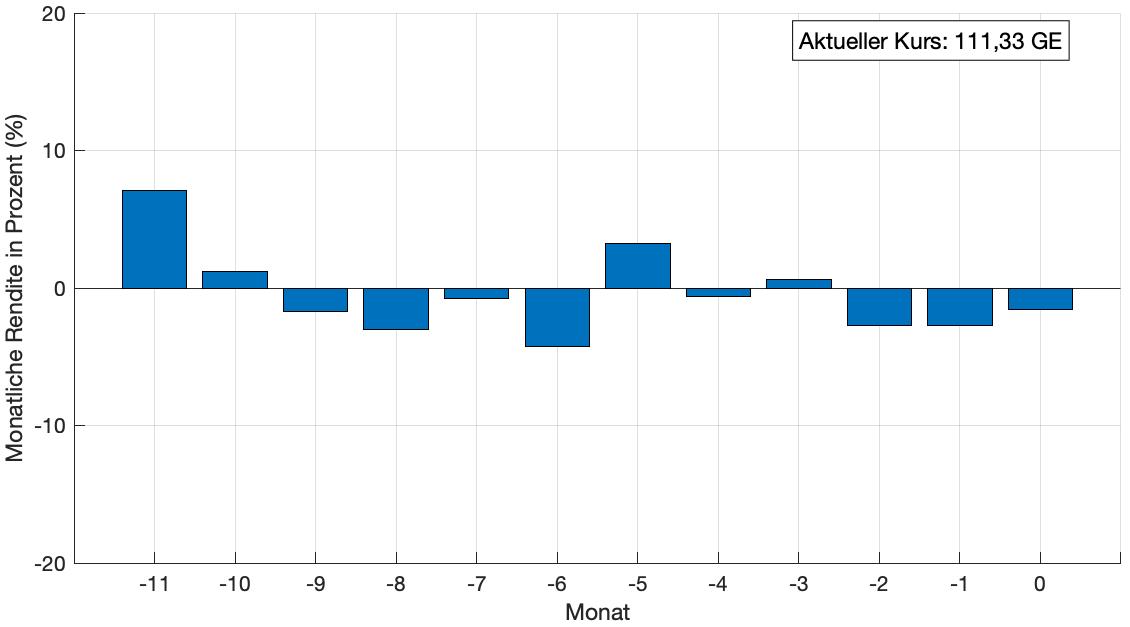 Aktueller Kurs: 111,33 GE
Monatliche Rendite in Prozent (%)
20
10
0
-10
-20
-11 -10 -9 -8 -7 -6 -5 -4 -3 -2 -1 0
Monat